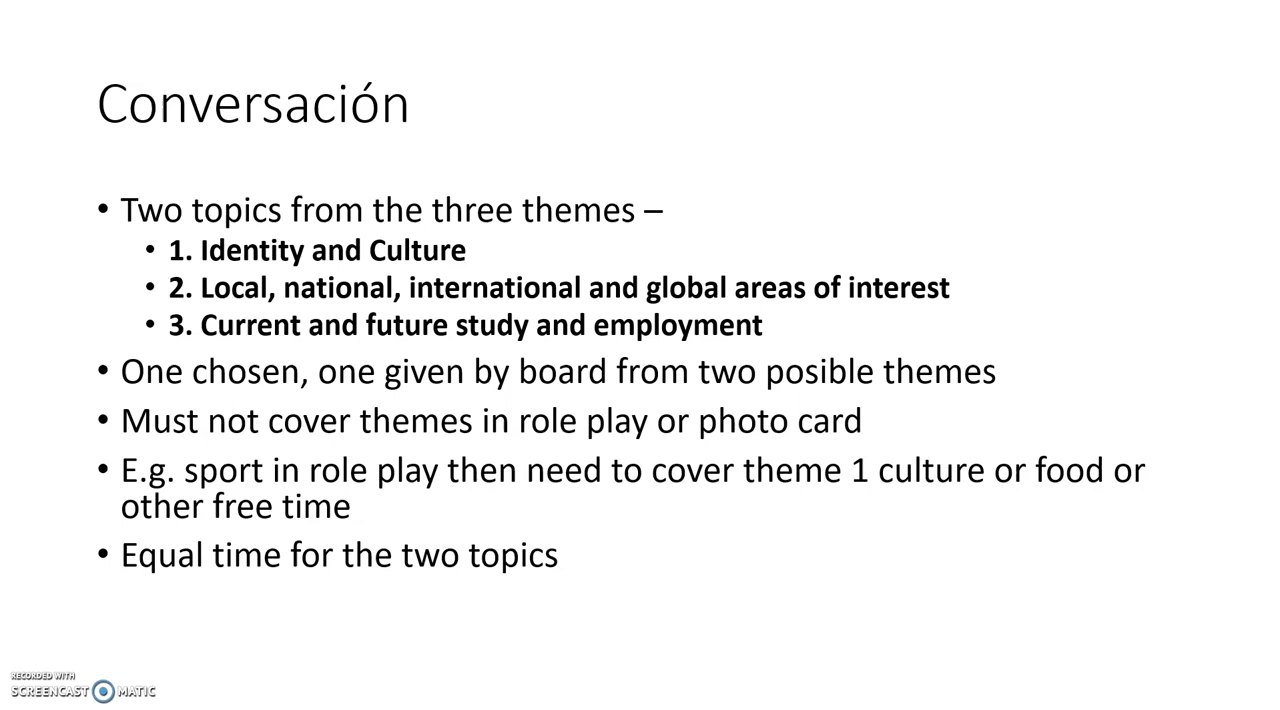 Conversación
• Two topics from the three themes –
• 1. Identity and Culture
• 2. Local, national, international and global areas of interest
• 3. Current and future study and employment
• One chosen, one given by board from two posible themes
• Must not cover themes in role play or photo card
• E.g. sport in role play then need to cover theme 1 culture or food or
other free time
• Equal time for the two topics
RECORDED WITH
SCREENCAST MATIC